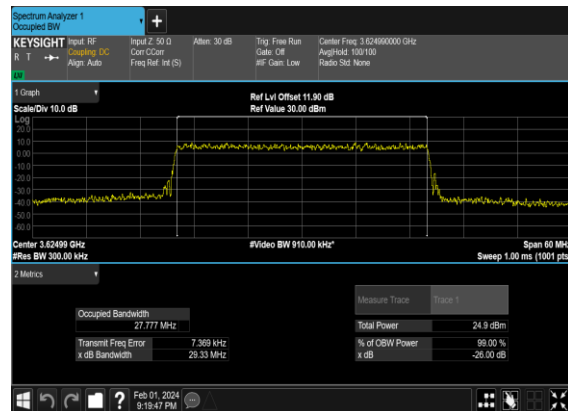 Spectrum Analyzer 1
Occupied BW
+
KEYSIGHT
R T
LW
Input: RF
Coupling: DC
Align: Auto
Input Z: 50 Ω
Corr CCorr
Freq Ref: Int (S)
Atten: 30 dB
Trig: Free Run
Gate: Off
#IF Gain: Low
Center Freq: 3.624990000 GHz
Avg|Hold: 100/100
Radio Std: None
1 Graph
Scale/Div 10.0 dB
Ref Lvl Offset 11.90 dB
Ref Value 30.00 dBm
Log
20.0
10.0
0.00
-10.0
-20.0
-30.0
-40.0
-50.0
-60.0
Center 3.62499 GHz
#Res BW 300.00 kHz
#Video BW 910.00 kHz*
Span 60 MHz
Sweep 1.00 ms (1001 pts)
2 Metrics
Measure Trace
Trace 1
Occupied Bandwidth
27.777 MHz
Total Power
24.9 dBm
Transmit Freq Error
7.369 kHz
% of OBW Power
99.00 %
x dB Bandwidth
29.33 MHz
x dB
-26.00 dB
?
Feb 01, 2024
9:19:47 PM